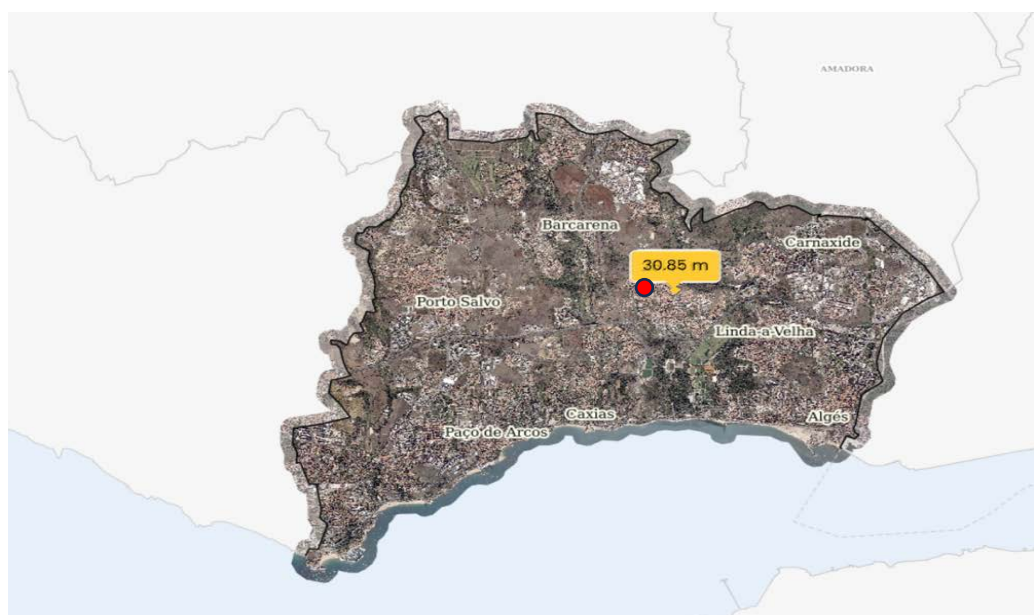 AMADORA
Barcarena
Carnaxide
30.85 m
Porto Salvo
Linda-a-Velha
Caxias
Algés
Paço de Arcos